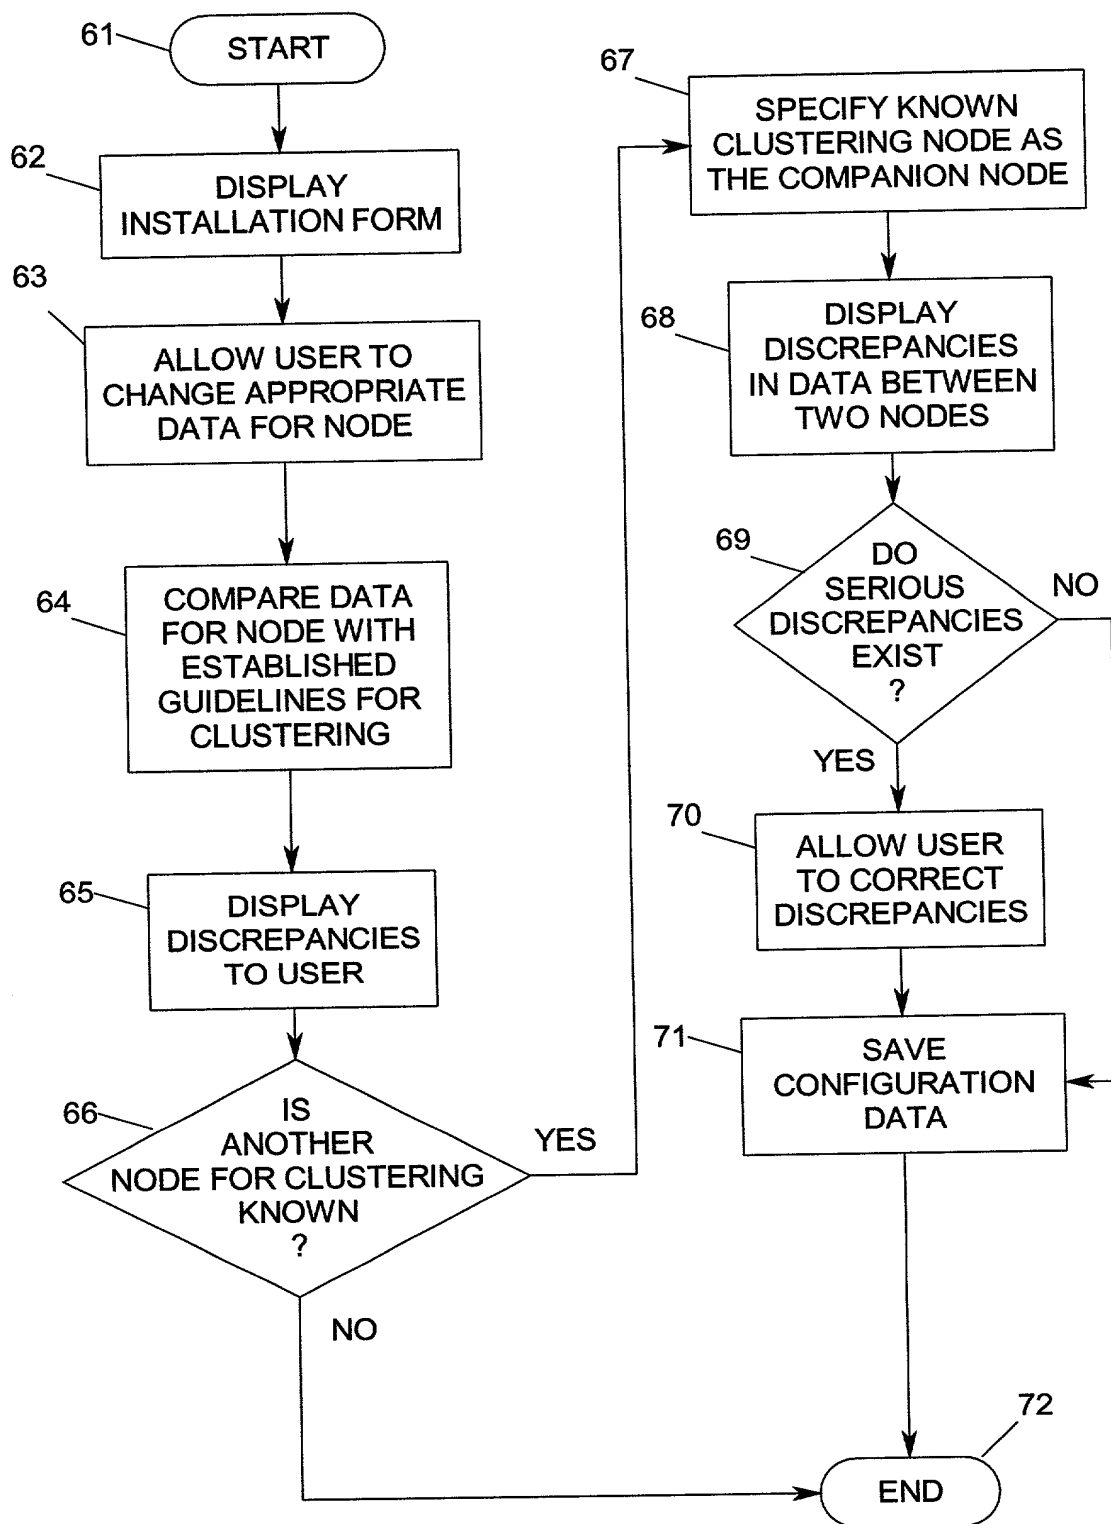 61
START
62
DISPLAY
INSTALLATION FORM
63
ALLOW USER TO
CHANGE APPROPRIATE
DATA FOR NODE
64
COMPARE DATA
FOR NODE WITH
ESTABLISHED
GUIDELINES FOR
CLUSTERING
65
DISPLAY
DISCREPANCIES
TO USER
66
IS
ANOTHER
NODE FOR CLUSTERING
KNOWN
?
YES
NO
67
SPECIFY KNOWN
CLUSTERING NODE AS
THE COMPANION NODE
68
DISPLAY
DISCREPANCIES
IN DATA BETWEEN
TWO NODES
69
DO
SERIOUS
DISCREPANCIES
EXIST
?
NO
YES
70
ALLOW USER
TO CORRECT
DISCREPANCIES
71
SAVE
CONFIGURATION
DATA
72
END